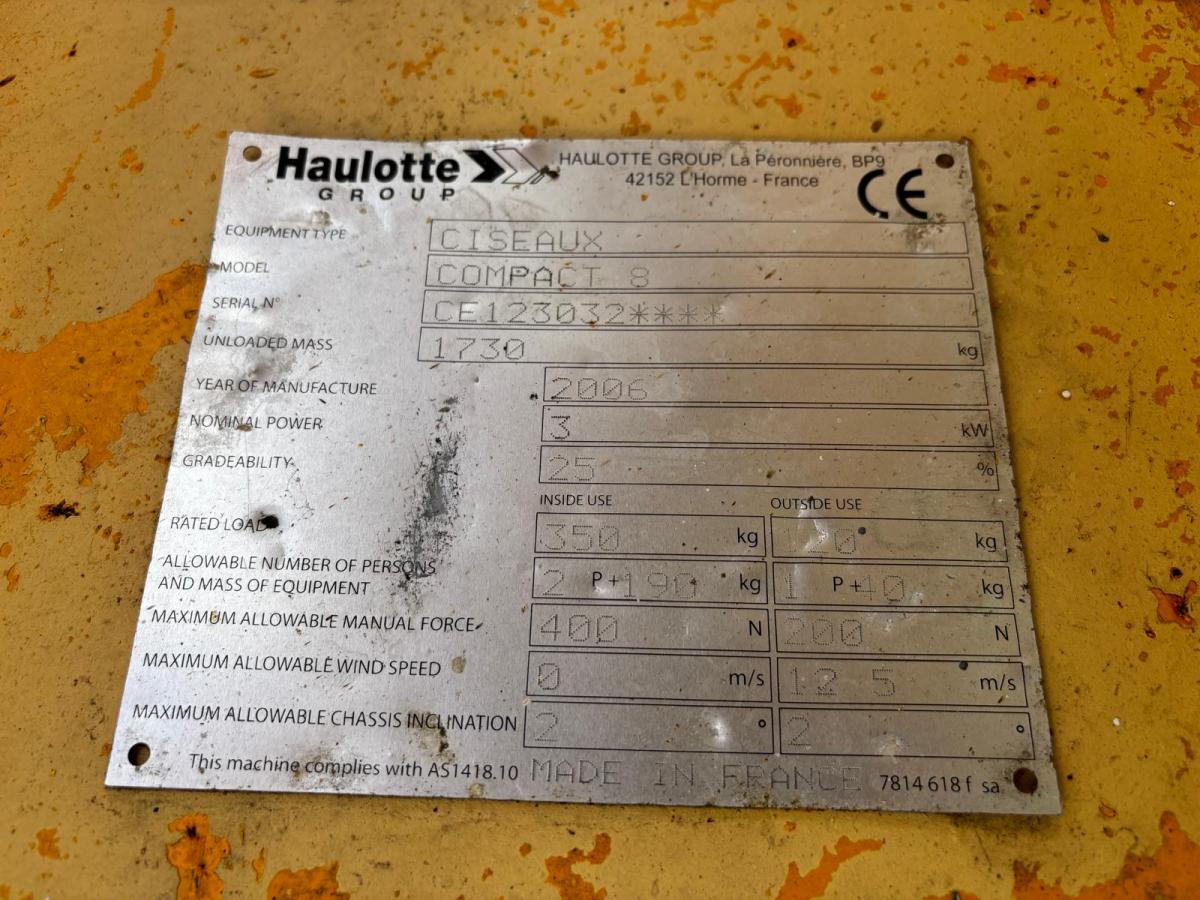 Haulotte
GROUP
HAULOTTE GROUP, La Péronnière, BP9
42152 L'Horme - France
CE
EQUIPMENT TYPE CISEAUX
MODEL COMPACT 8
SERIAL N° CE123032****
UNLOADED MASS 1730 kg
YEAR OF MANUFACTURE 2006
NOMINAL POWER 3 kW
GRADEABILITY 25 %
INSIDE USE OUTSIDE USE
RATED LOAD 350 kg 120 kg
ALLOWABLE NUMBER OF PERSONS
AND MASS OF EQUIPMENT 2 P + 190 kg 1 P + 40 kg
MAXIMUM ALLOWABLE MANUAL FORCE 400 N 200 N
MAXIMUM ALLOWABLE WIND SPEED 0 m/s 12 5 m/s
MAXIMUM ALLOWABLE CHASSIS INCLINATION 2 ° 2 °
This machine complies with AS1418.10 MADE IN FRANCE 7814 618 f sa